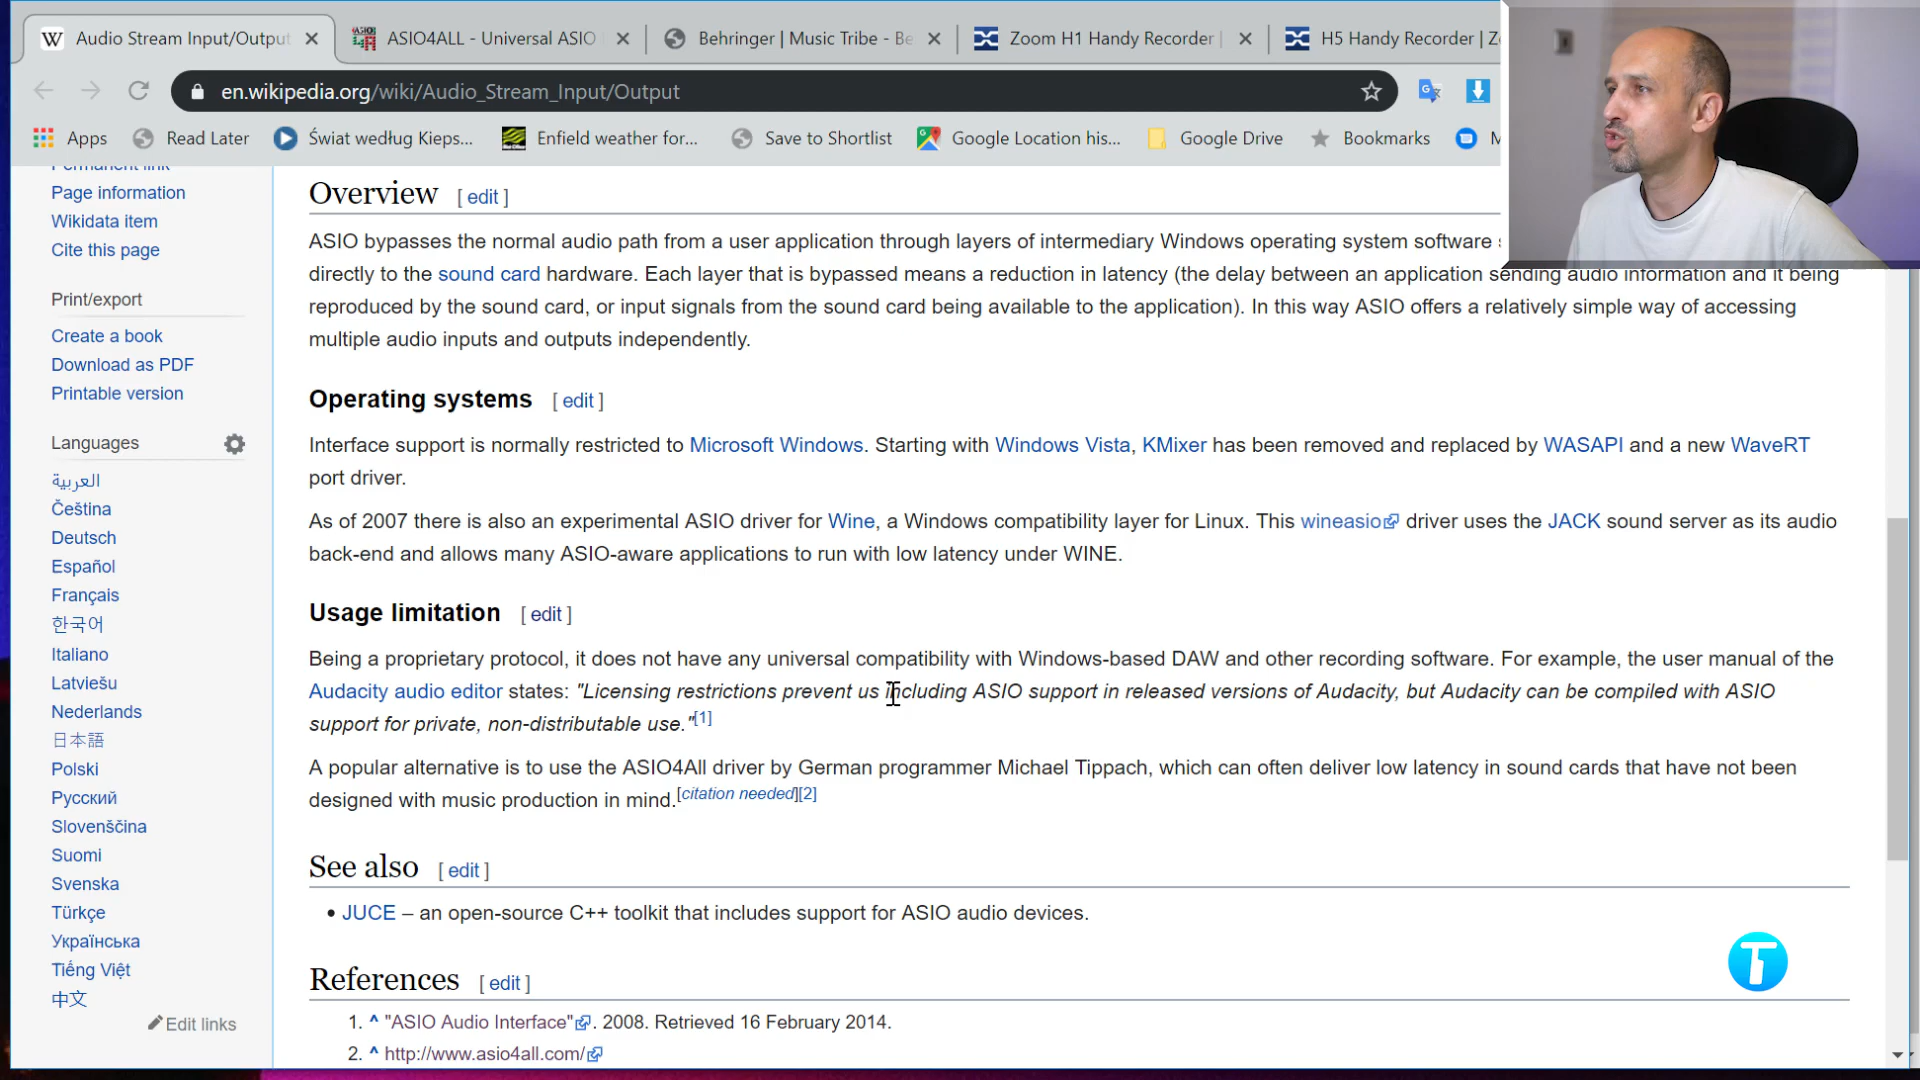 Audio Stream Input/Output
ASIO4ALL - Universal ASIO
Behringer | Music Tribe - Be
Zoom H1 Handy Recorder |
H5 Handy Recorder | Z
en.wikipedia.org/wiki/Audio_Stream_Input/Output
Apps
Read Later
Świat według Kieps...
Enfield weather for...
Save to Shortlist
Google Location his...
Google Drive
Bookmarks
M
Permanent link
Page information
Wikidata item
Cite this page
Print/export
Create a book
Download as PDF
Printable version
Languages
العربية
Čeština
Deutsch
Español
Français
한국어
Italiano
Latviešu
Nederlands
日本語
Polski
Русский
Slovenščina
Suomi
Svenska
Türkçe
Українська
Tiếng Việt
中文
Edit links
Overview [ edit ]
ASIO bypasses the normal audio path from a user application through layers of intermediary Windows operating system software
directly to the sound card hardware. Each layer that is bypassed means a reduction in latency (the delay between an application sending audio information and it being
reproduced by the sound card, or input signals from the sound card being available to the application). In this way ASIO offers a relatively simple way of accessing
multiple audio inputs and outputs independently.
Operating systems [ edit ]
Interface support is normally restricted to Microsoft Windows. Starting with Windows Vista, KMixer has been removed and replaced by WASAPI and a new WaveRT
port driver.
As of 2007 there is also an experimental ASIO driver for Wine, a Windows compatibility layer for Linux. This wineasio driver uses the JACK sound server as its audio
back-end and allows many ASIO-aware applications to run with low latency under WINE.
Usage limitation [ edit ]
Being a proprietary protocol, it does not have any universal compatibility with Windows-based DAW and other recording software. For example, the user manual of the
Audacity audio editor states: "Licensing restrictions prevent us including ASIO support in released versions of Audacity, but Audacity can be compiled with ASIO
support for private, non-distributable use."[1]
A popular alternative is to use the ASIO4All driver by German programmer Michael Tippach, which can often deliver low latency in sound cards that have not been
designed with music production in mind.[citation needed][2]
See also [ edit ]
• JUCE – an open-source C++ toolkit that includes support for ASIO audio devices.
References [ edit ]
1. ^ "ASIO Audio Interface". 2008. Retrieved 16 February 2014.
2. ^ http://www.asio4all.com/